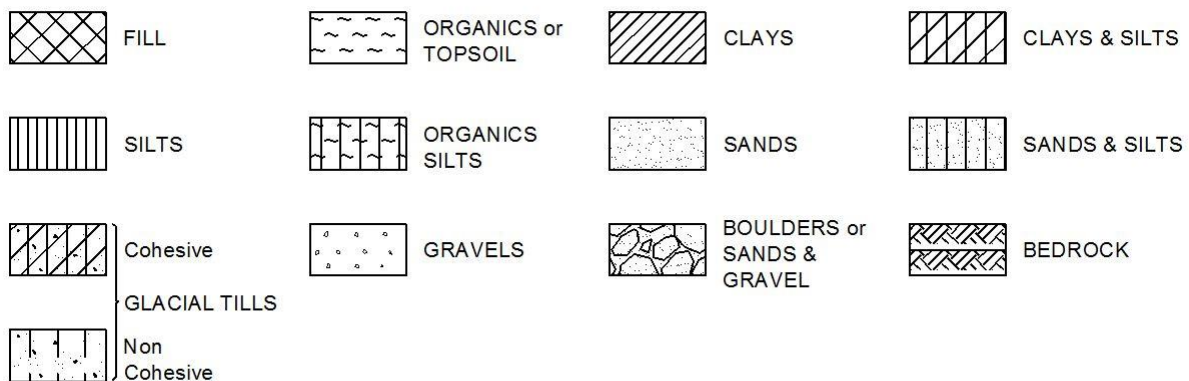 FILL
ORGANICS or
TOPSOIL
CLAYS
CLAYS & SILTS
SILTS
ORGANICS
SILTS
SANDS
SANDS & SILTS
Cohesive
GLACIAL TILLS
Non
Cohesive
GRAVELS
BOULDERS or
SANDS &
GRAVEL
BEDROCK